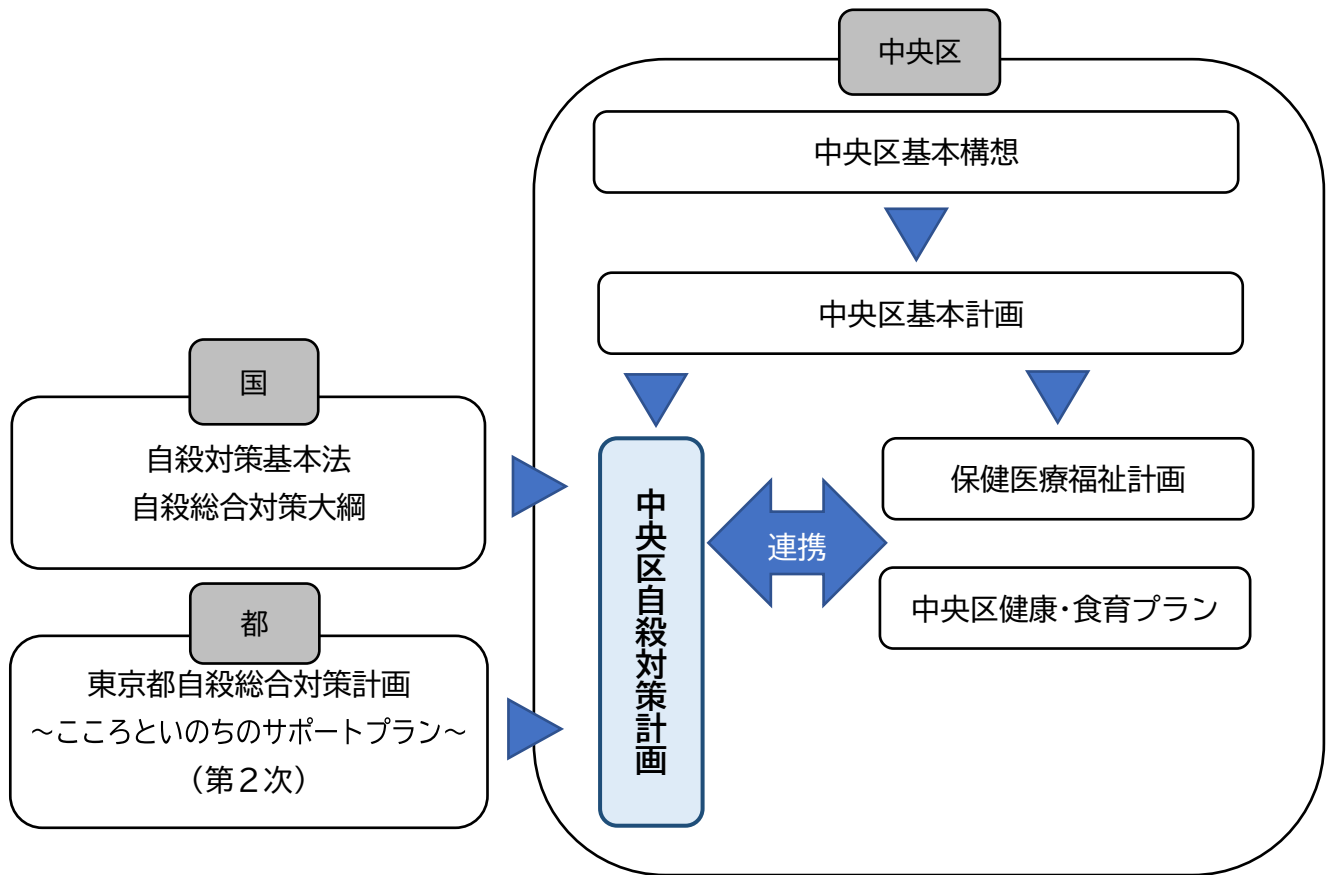 中央区
中央区基本構想
中央区基本計画
国
自殺対策基本法
自殺総合対策大綱
都
東京都自殺総合対策計画
～こころといのちのサポートプラン～
（第２次）
中央区自殺対策計画
連携
保健医療福祉計画
中央区健康・食育プラン